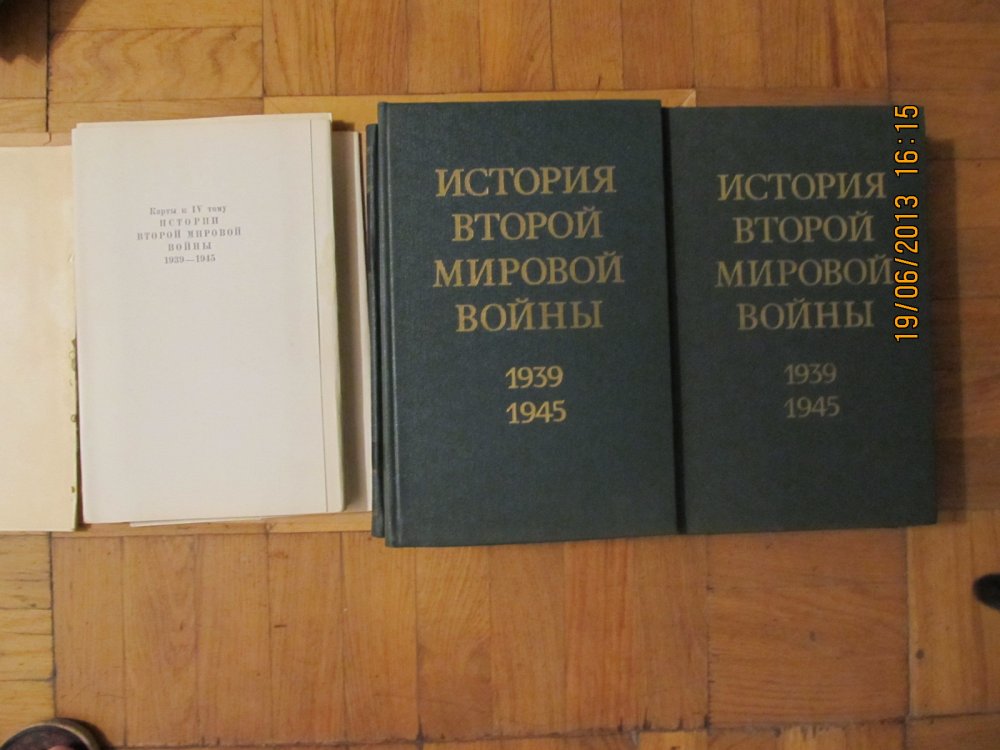 Карты к IV тому
ИСТОРИИ
ВТОРОЙ МИРОВОЙ
ВОЙНЫ
1939—1945
ИСТОРИЯ
ВТОРОЙ
МИРОВОЙ
ВОЙНЫ
1939
1945
ИСТОРИЯ
ВТОРОЙ
МИРОВОЙ
ВОЙНЫ
1939
1945
19/06/2013 16:15